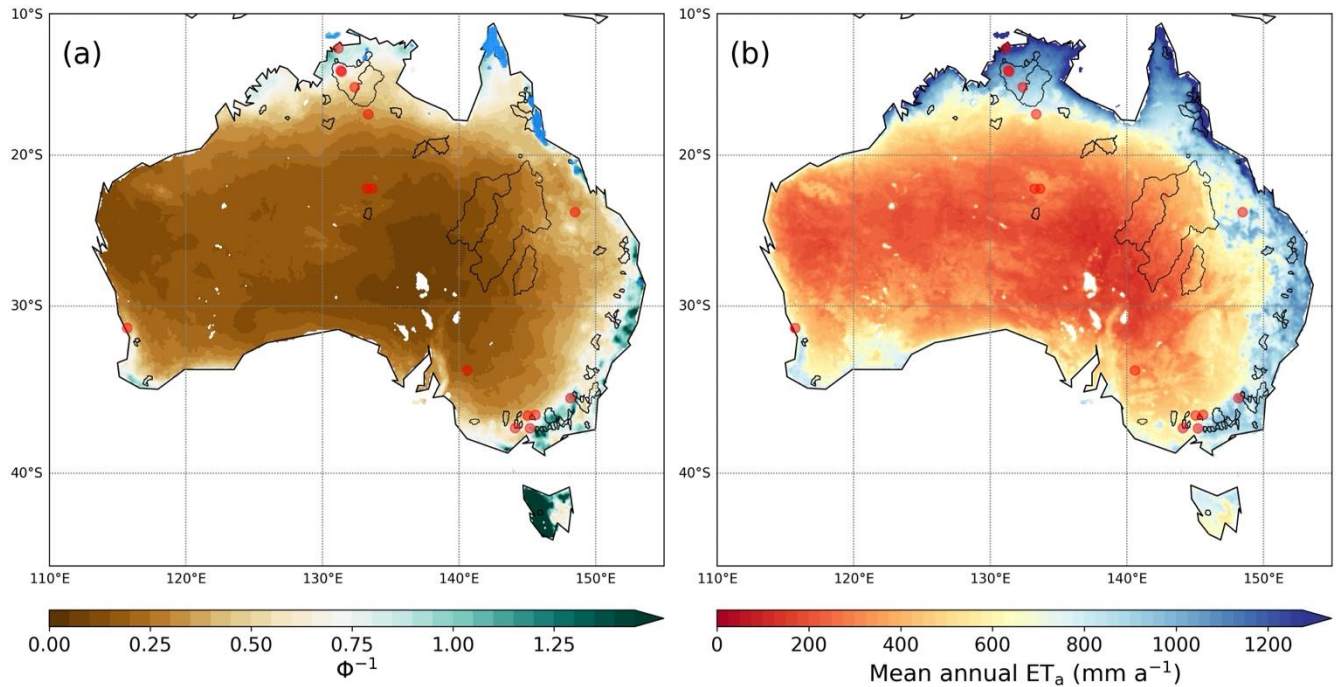 (a)
(b)
10°S
20°S
30°S
40°S
110°E 120°E 130°E 140°E 150°E
10°S
20°S
30°S
40°S
110°E 120°E 130°E 140°E 150°E
0.00 0.25 0.50 0.75 1.00 1.25
Φ⁻¹
0 200 400 600 800 1000 1200
Mean annual ETₐ (mm a⁻¹)